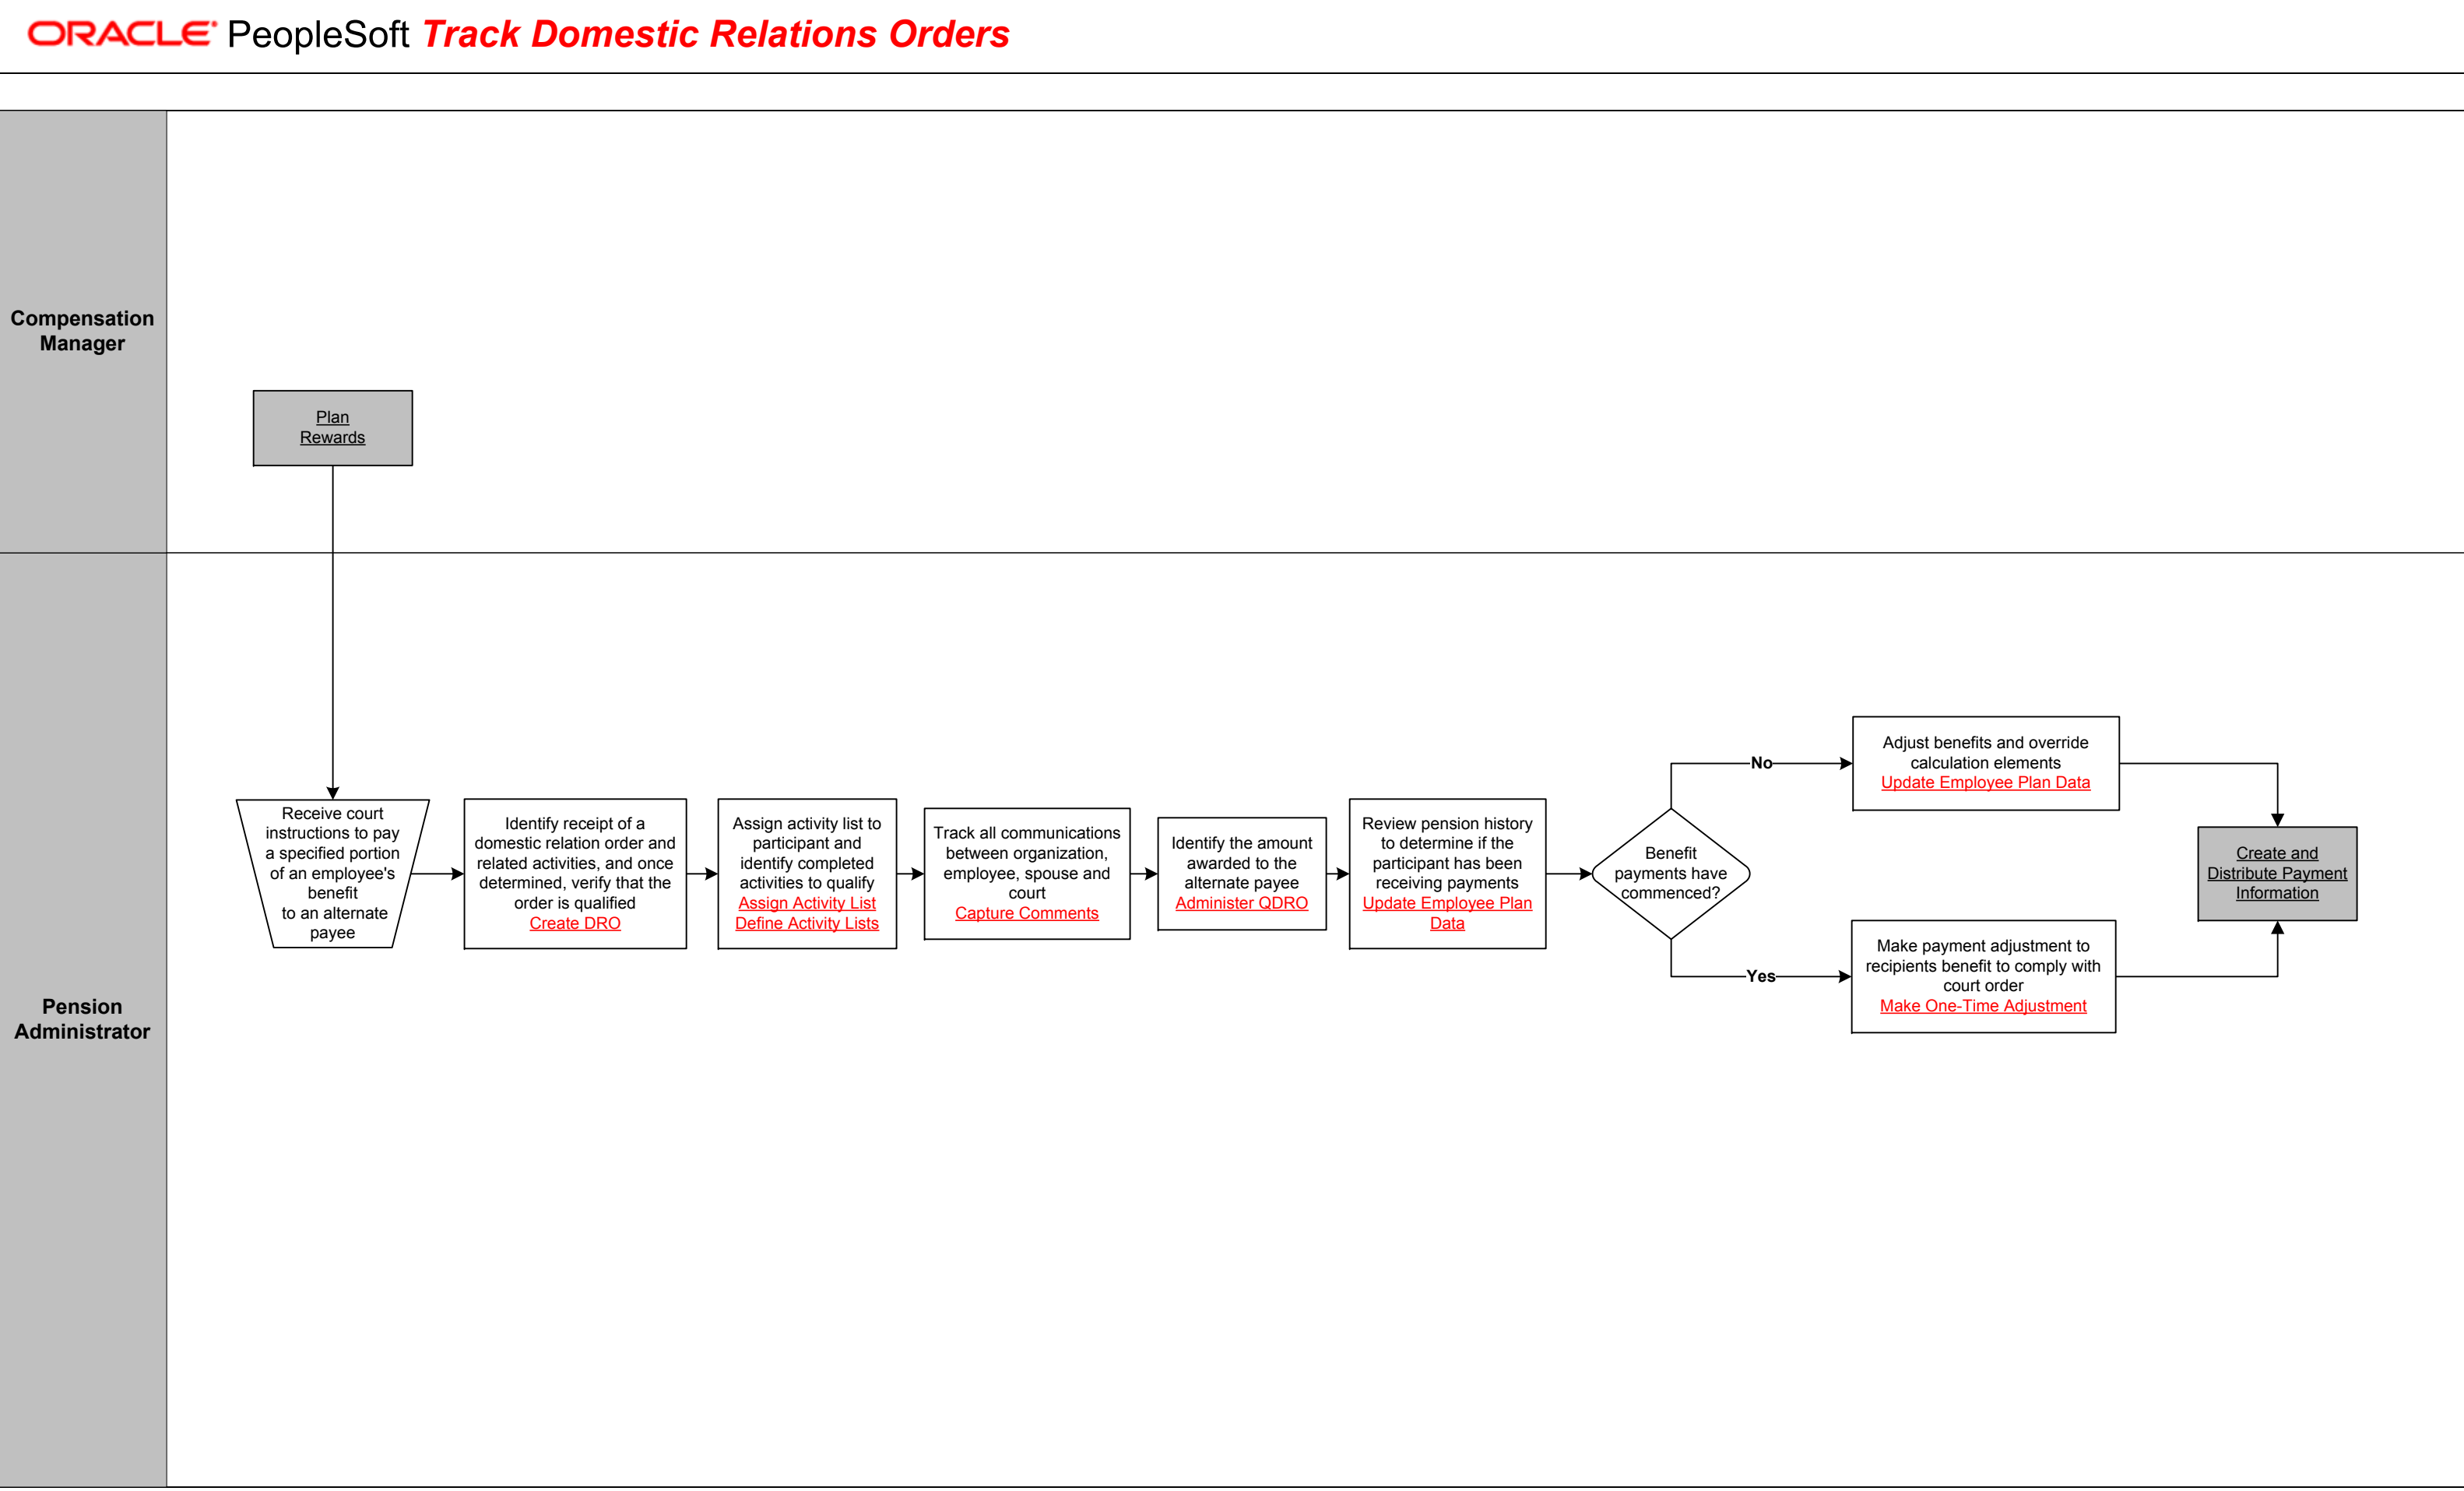 ORACLE® PeopleSoft Track Domestic Relations Orders
Compensation
Manager
Plan
Rewards
Pension
Administrator
Receive court
instructions to pay
a specified portion
of an employee's
benefit
to an alternate
payee
Identify receipt of a
domestic relation order and
related activities, and once
determined, verify that the
order is qualified
Create DRO
Assign activity list to
participant and
identify completed
activities to qualify
Assign Activity List
Define Activity Lists
Track all communications
between organization,
employee, spouse and
court
Capture Comments
Identify the amount
awarded to the
alternate payee
Administer QDRO
Review pension history
to determine if the
participant has been
receiving payments
Update Employee Plan
Data
Benefit
payments have
commenced?
No
Adjust benefits and override
calculation elements
Update Employee Plan Data
Yes
Make payment adjustment to
recipients benefit to comply with
court order
Make One-Time Adjustment
Create and
Distribute Payment
Information